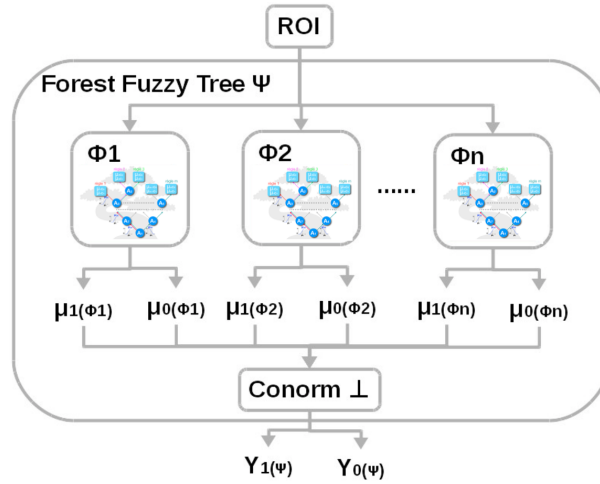 ROI
Forest Fuzzy Tree Ψ
Φ1 Φ2 Φn
......
μ1(Φ1) μ0(Φ1) μ1(Φ2) μ0(Φ2) μ1(Φn) μ0(Φn)
Conorm ⊥
Y1(Ψ) Y0(Ψ)